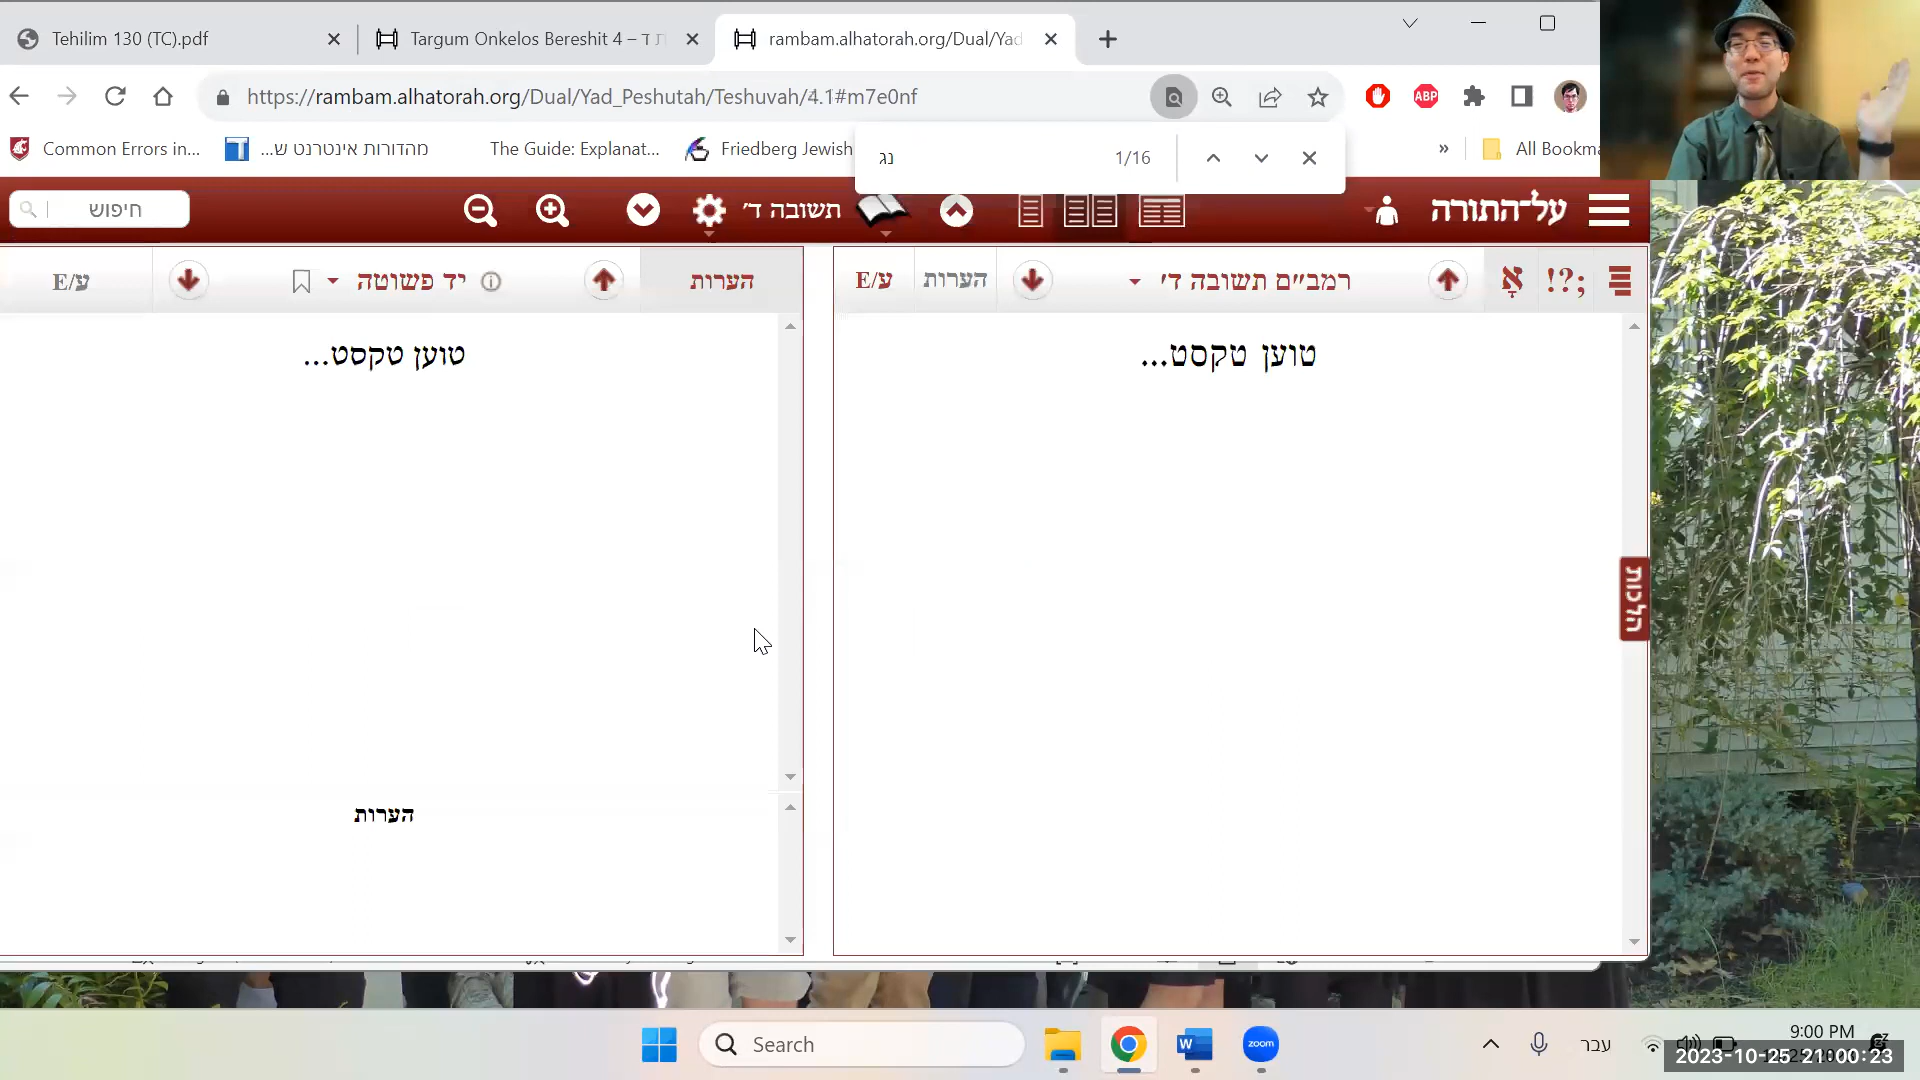 Tehilim 130 (TC).pdf
Targum Onkelos Bereshit 4 – ד ת
rambam.alhatorah.org/Dual/Yad
https://rambam.alhatorah.org/Dual/Yad_Peshutah/Teshuvah/4.1#m7e0nf
ABP
Common Errors in...
מהדורות אינטרנט ש...
The Guide: Explanat...
Friedberg Jewish
»
All Bookma
נג
1/16
חיפוש
תשובה ד׳
על־התורה
ע/E
יד פשוטה
הערות
ע/E
הערות
רמב״ם תשובה ד׳
אָ
!?;
טוען טקסט...
טוען טקסט...
הלכות
הערות
Search
W
zoom
עבר
9:00 PM
2023-10-25 21:00:23